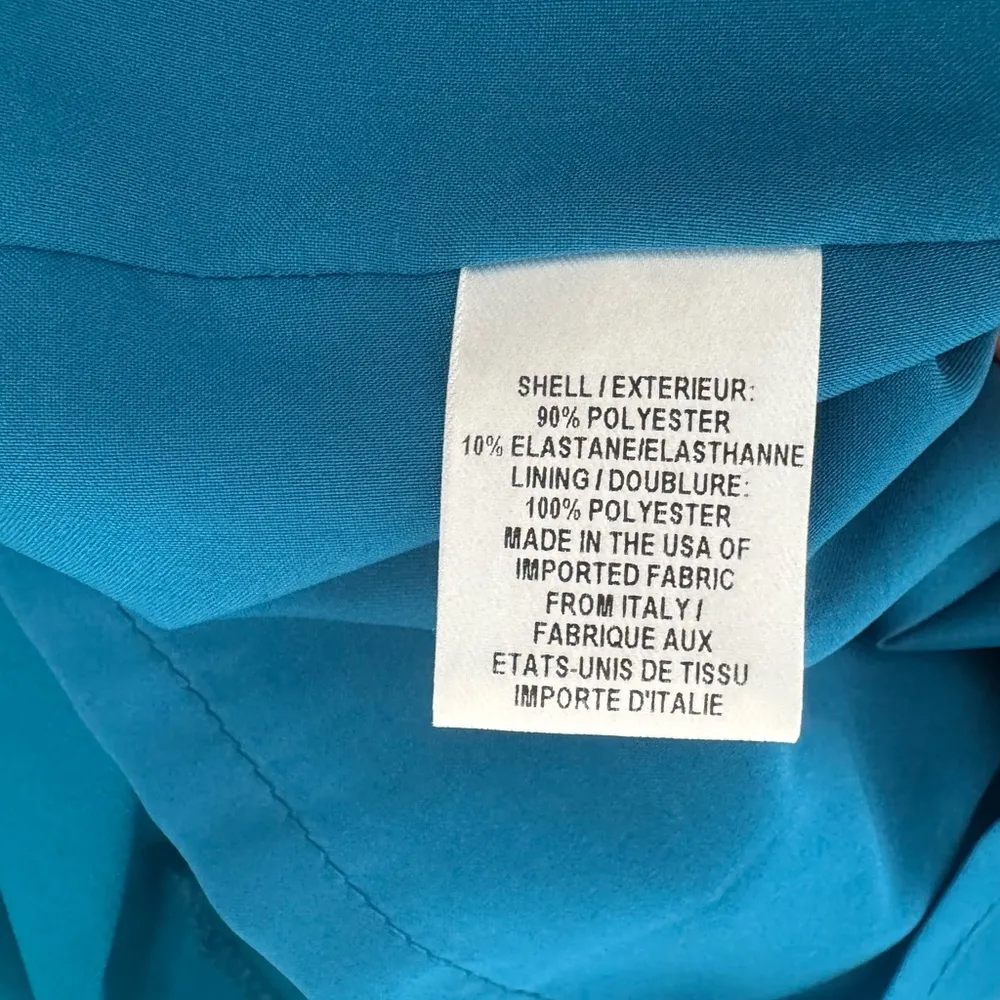 SHELL / EXTERIEUR:
90% POLYESTER
10% ELASTANE/ELASTHANNE
LINING / DOUBLURE:
100% POLYESTER
MADE IN THE USA OF
IMPORTED FABRIC
FROM ITALY /
FABRIQUE AUX
ETATS-UNIS DE TISSU
IMPORTE D'ITALIE